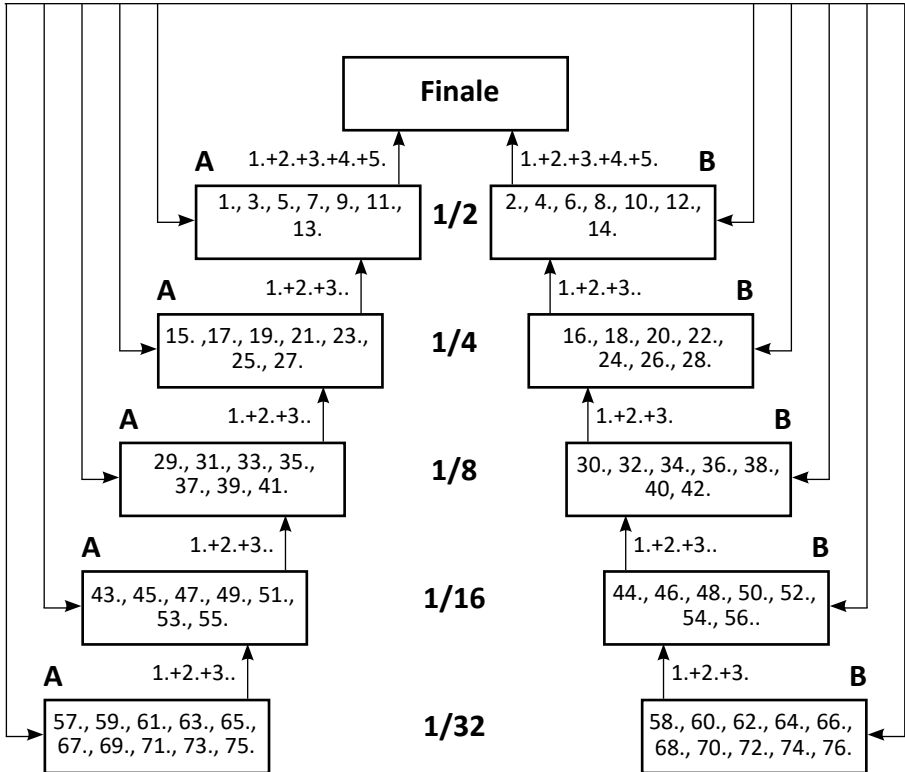 Finale
A 1.+2.+3.+4.+5. 1.+2.+3.+4.+5. B
1., 3., 5., 7., 9., 11., 1/2 2., 4., 6., 8., 10., 12.,
13. 14.
A 1.+2.+3.. 1.+2.+3.. B
15. ,17., 19., 21., 23., 1/4 16., 18., 20., 22.,
25., 27. 24., 26., 28.
A 1.+2.+3.. 1.+2.+3. B
29., 31., 33., 35., 1/8 30., 32., 34., 36., 38.,
37., 39., 41. 40, 42.
A 1.+2.+3.. 1.+2.+3.. B
43., 45., 47., 49., 51., 1/16 44., 46., 48., 50., 52.,
53., 55. 54., 56..
A 1.+2.+3.. 1.+2.+3. B
57., 59., 61., 63., 65., 1/32 58., 60., 62., 64., 66.,
67., 69., 71., 73., 75. 68., 70., 72., 74., 76.